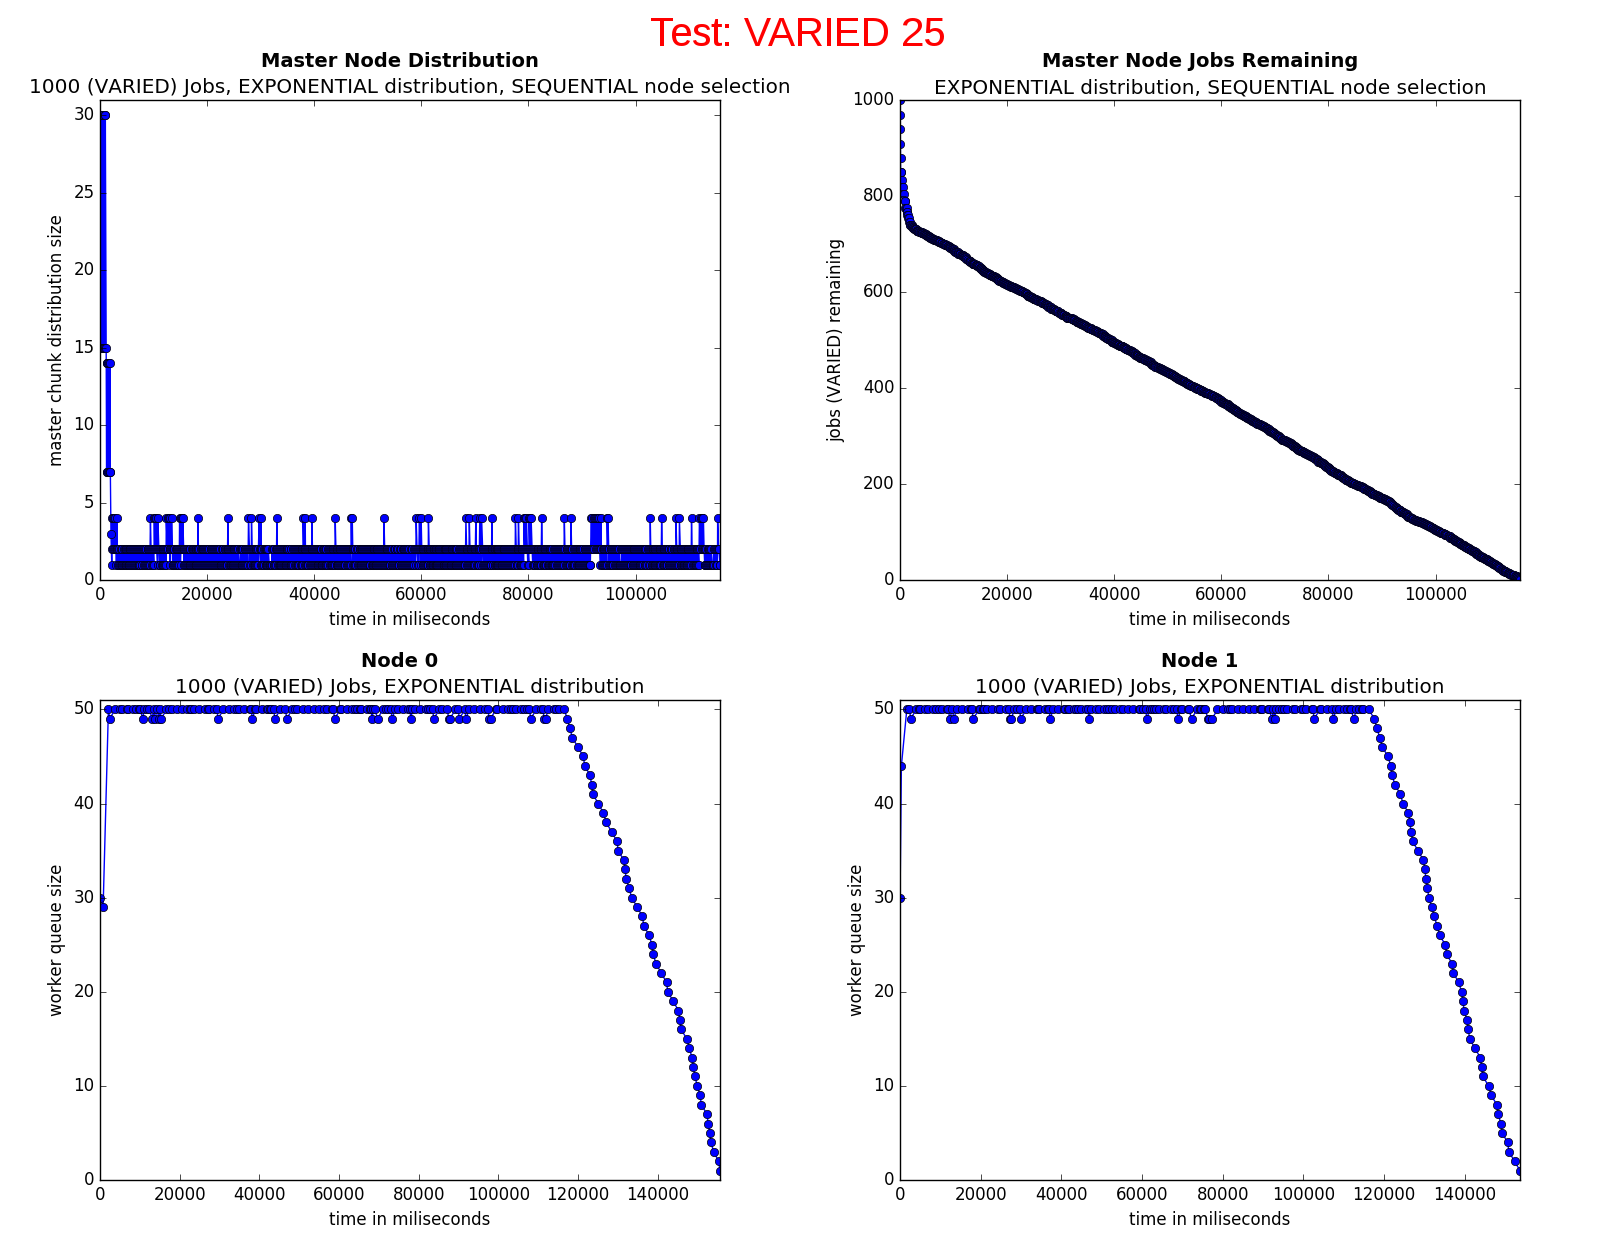 Test: VARIED 25
Master Node Distribution
1000 (VARIED) Jobs, EXPONENTIAL distribution, SEQUENTIAL node selection
30
25
20
15
10
5
0
master chunk distribution size
0 20000 40000 60000 80000 100000
time in miliseconds
Master Node Jobs Remaining
EXPONENTIAL distribution, SEQUENTIAL node selection
1000
800
600
400
200
0
jobs (VARIED) remaining
0 20000 40000 60000 80000 100000
time in miliseconds
Node 0
1000 (VARIED) Jobs, EXPONENTIAL distribution
50
40
30
20
10
0
worker queue size
0 20000 40000 60000 80000 100000 120000 140000
time in miliseconds
Node 1
1000 (VARIED) Jobs, EXPONENTIAL distribution
50
40
30
20
10
0
worker queue size
0 20000 40000 60000 80000 100000 120000 140000
time in miliseconds